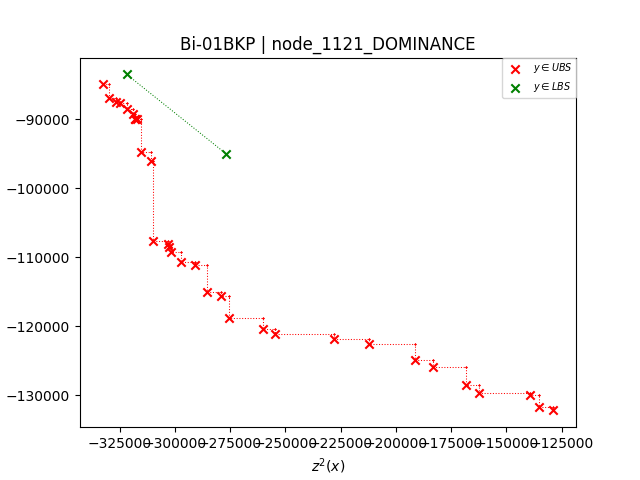 Bi-01BKP | node_1121_DOMINANCE
y ∈ UBS
y ∈ LBS
−90000
−100000
−110000
−120000
−130000
−325000−300000−275000−250000−225000−200000−175000−150000−125000
z²(x)